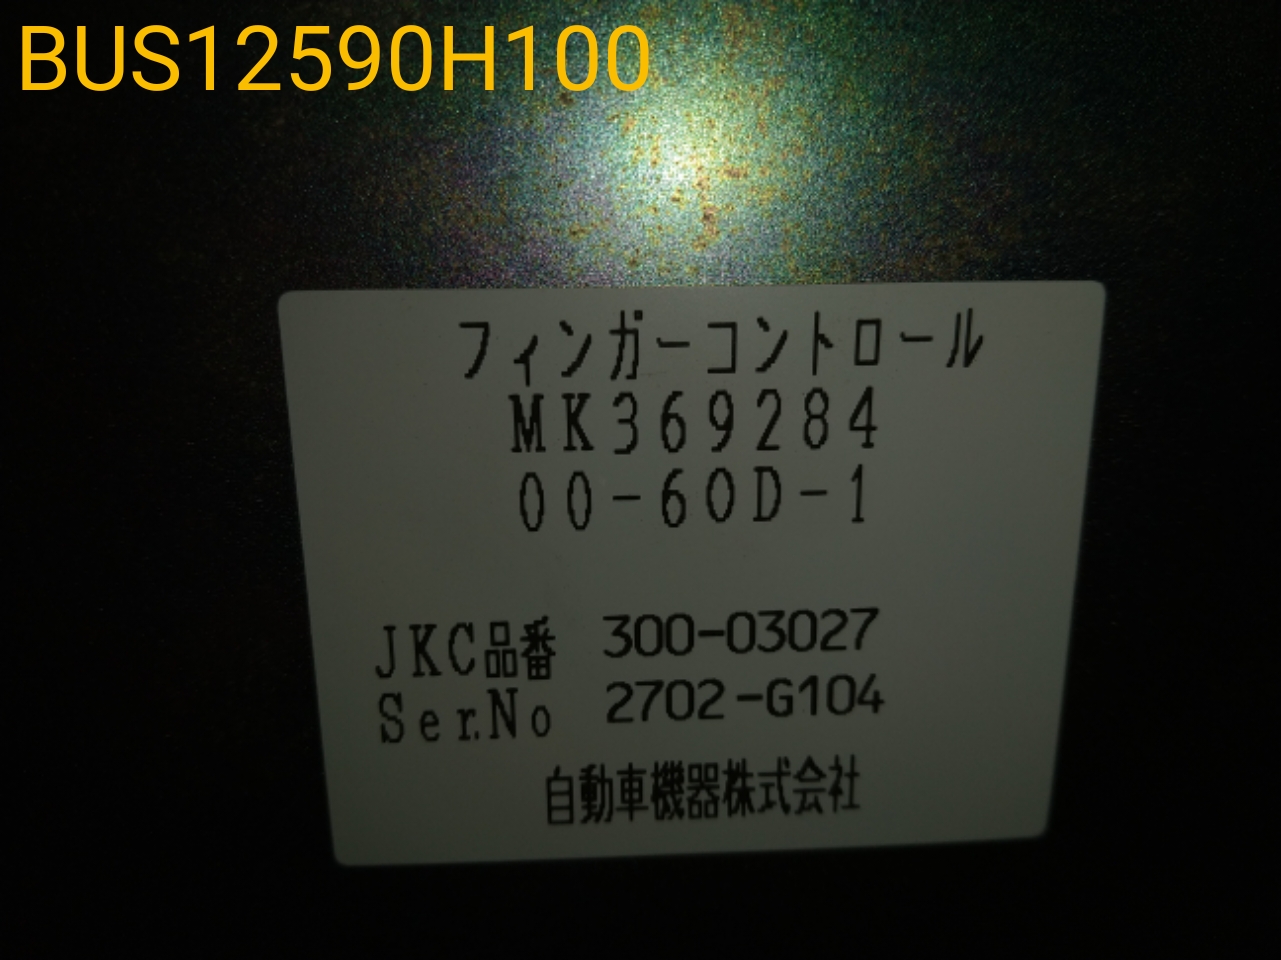 BUS12590H100
フィンガーコントロール
MK369284
00-60D-1
JKC品番 300-03027
Ser.No 2702-G104
自動車機器株式会社